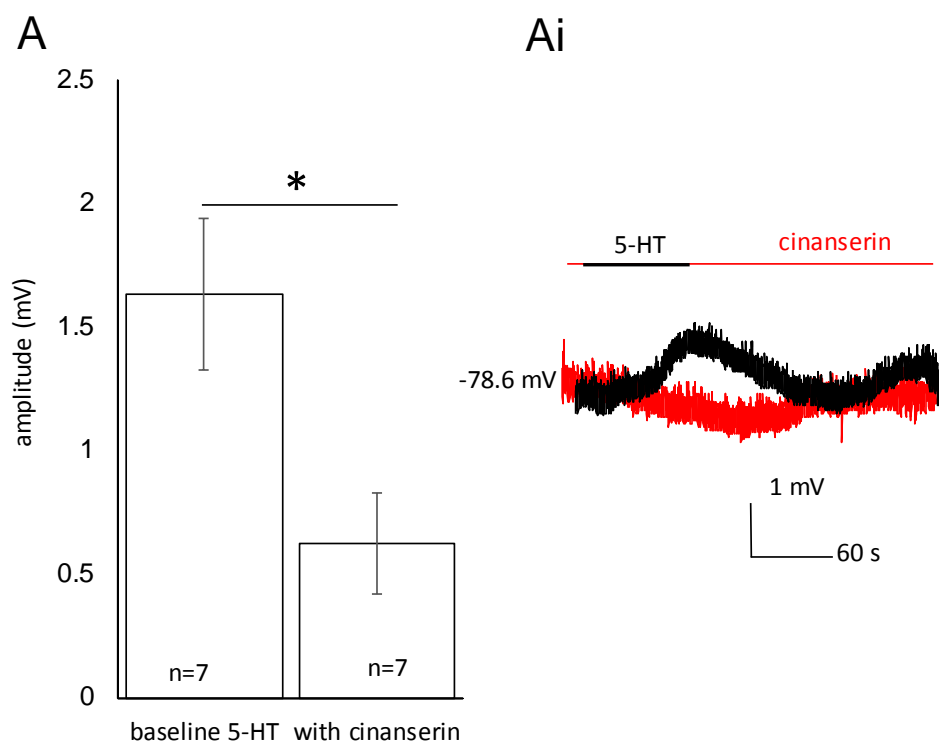 A
2.5
2
1.5
1
0.5
0
amplitude (mV)
*
n=7
n=7
baseline 5-HT
with cinanserin
Ai
5-HT
cinanserin
-78.6 mV
1 mV
60 s